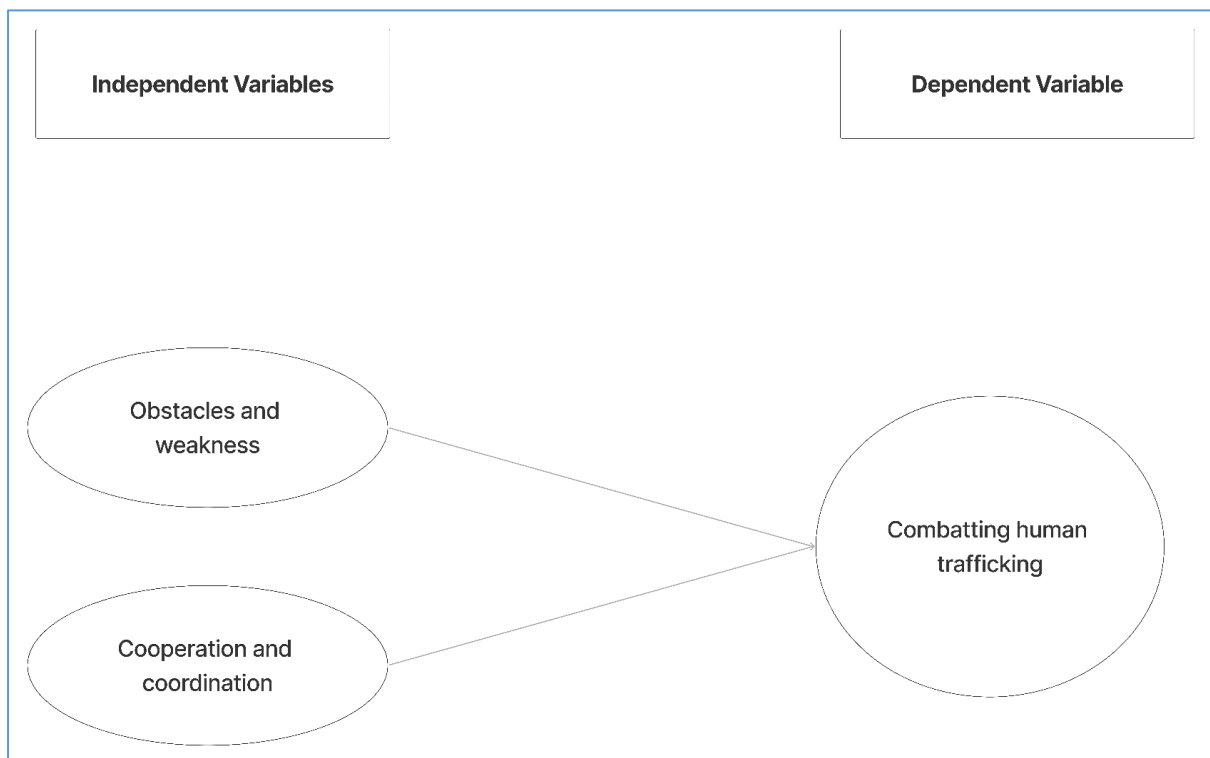 Independent Variables
Dependent Variable
Obstacles and
weakness
Combatting human
trafficking
Cooperation and
coordination